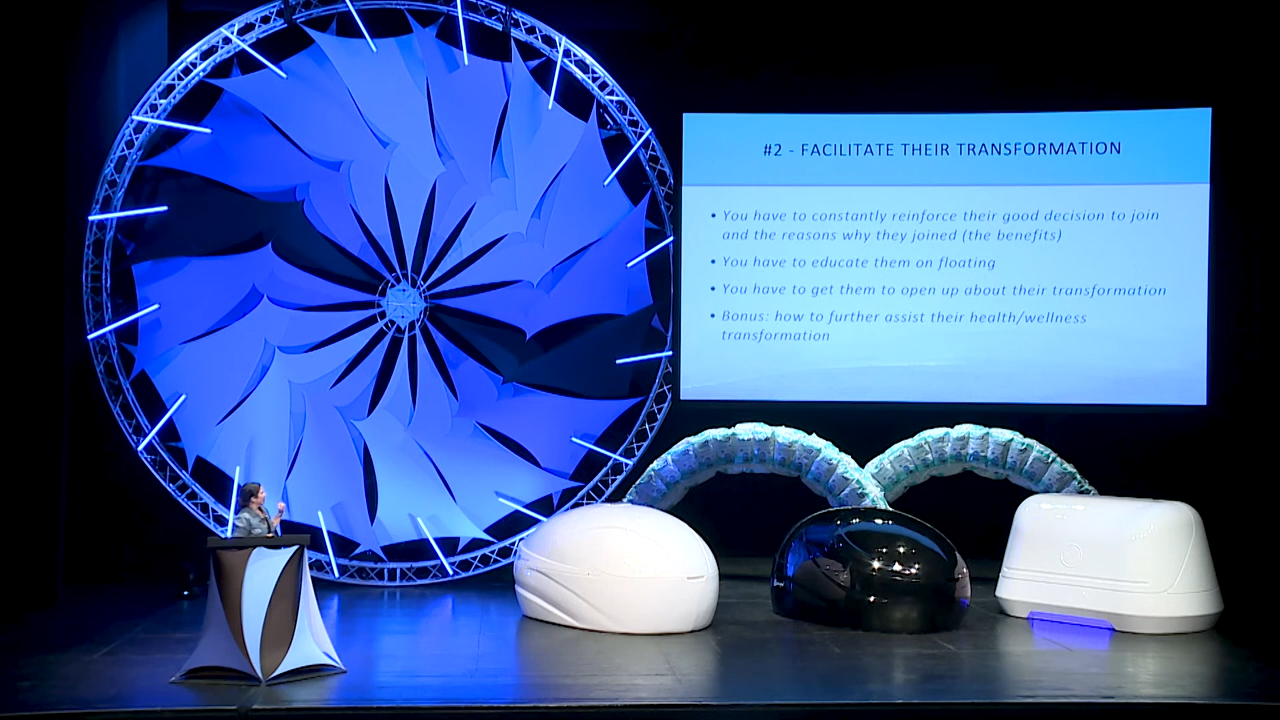 #2 - FACILITATE THEIR TRANSFORMATION
• You have to constantly reinforce their good decision to join
and the reasons why they joined (the benefits)
• You have to educate them on floating
• You have to get them to open up about their transformation
• Bonus: how to further assist their health/wellness
transformation